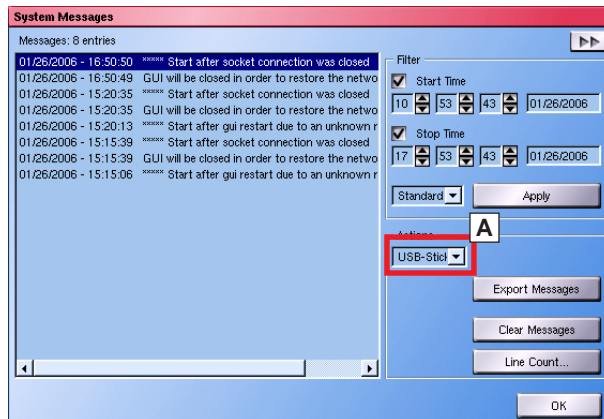 System Messages
Messages: 8 entries
01/26/2006 - 16:50:50 ***** Start after socket connection was closed
01/26/2006 - 16:50:49 GUI will be closed in order to restore the netwo
01/26/2006 - 15:20:35 ***** Start after socket connection was closed
01/26/2006 - 15:20:35 GUI will be closed in order to restore the netwo
01/26/2006 - 15:20:13 ***** Start after gui restart due to an unknown r
01/26/2006 - 15:15:39 ***** Start after socket connection was closed
01/26/2006 - 15:15:39 GUI will be closed in order to restore the netwo
01/26/2006 - 15:15:06 ***** Start after gui restart due to an unknown r
Filter
Start Time
10 53 43 01/26/2006
Stop Time
17 53 43 01/26/2006
Standard Apply
Actions
A
USB-Stick
Export Messages
Clear Messages
Line Count...
OK